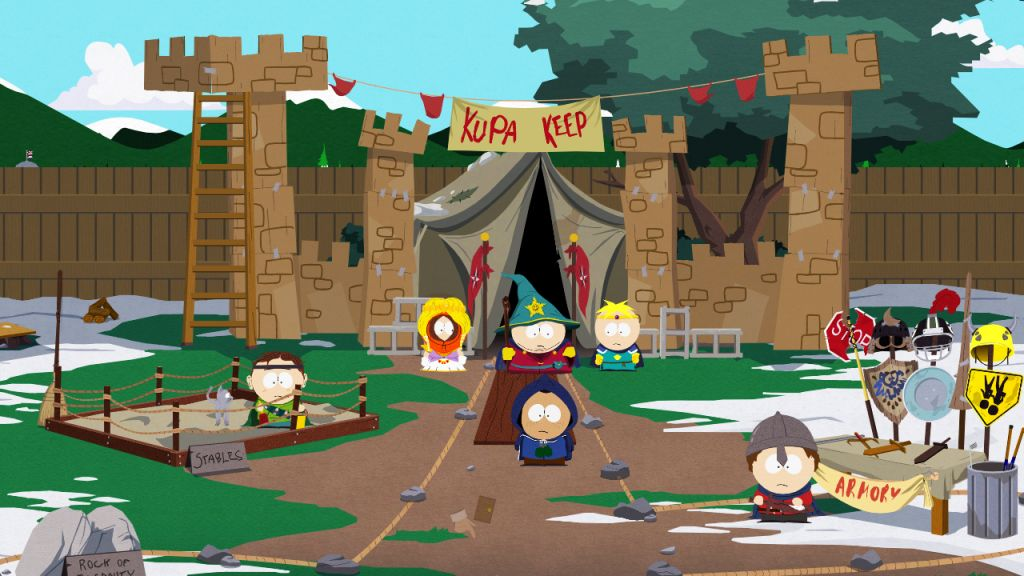 KUPA KEEP
STOP
STABLES
ARMORY
ROCK OF